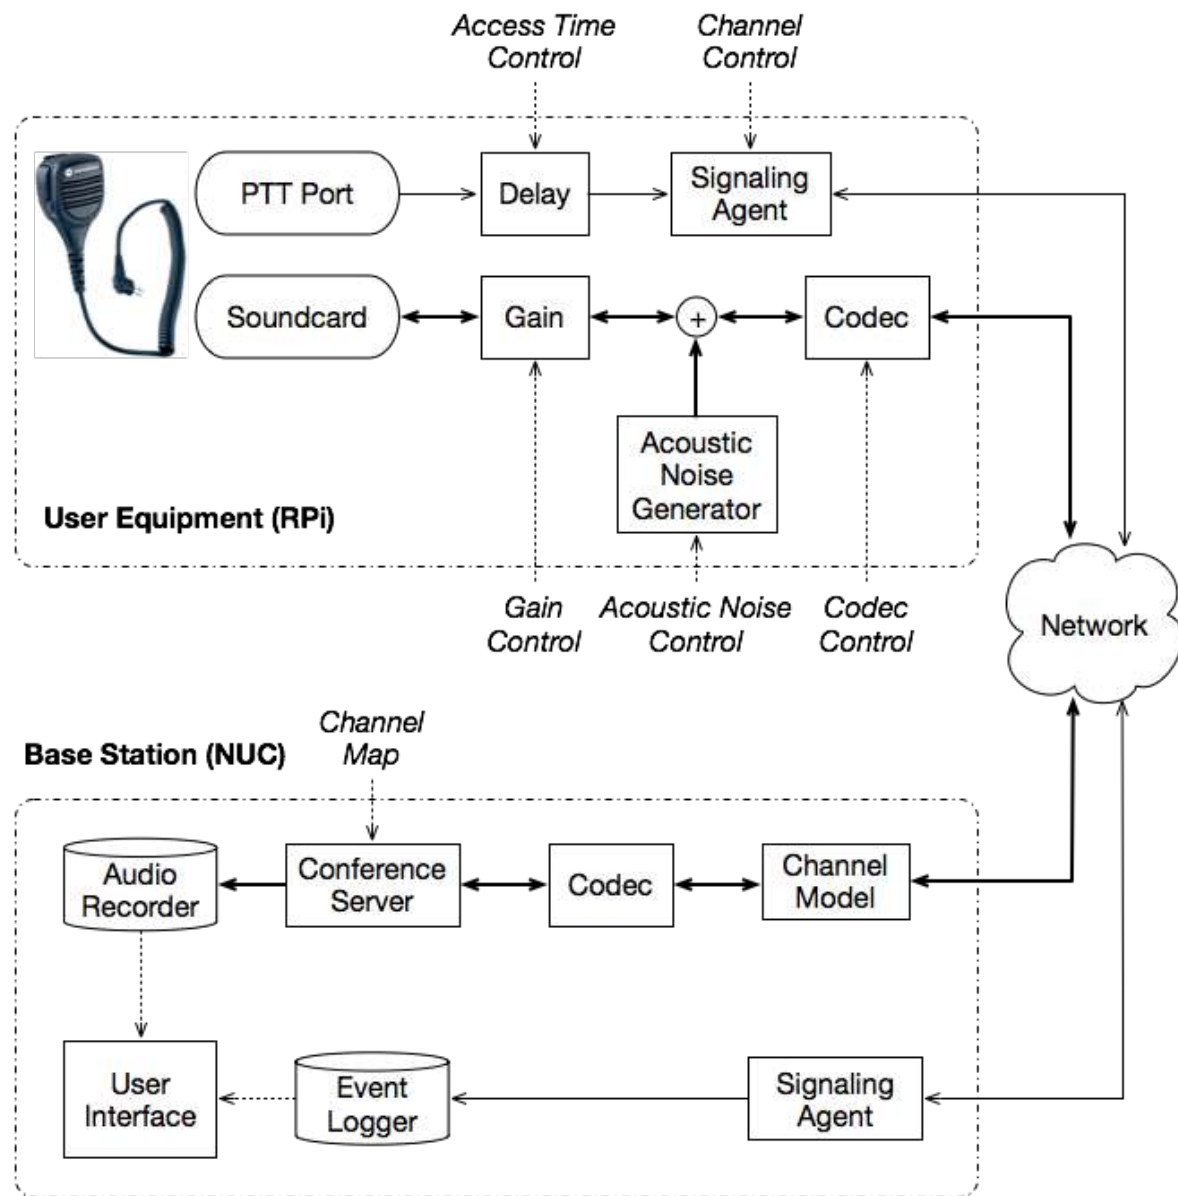 Access Time
Control
Channel
Control
PTT Port
Delay
Signaling
Agent
Soundcard
Gain
+
Codec
Acoustic
Noise
Generator
User Equipment (RPi)
Gain
Control
Acoustic Noise
Control
Codec
Control
Network
Channel
Map
Base Station (NUC)
Audio
Recorder
Conference
Server
Codec
Channel
Model
User
Interface
Event
Logger
Signaling
Agent